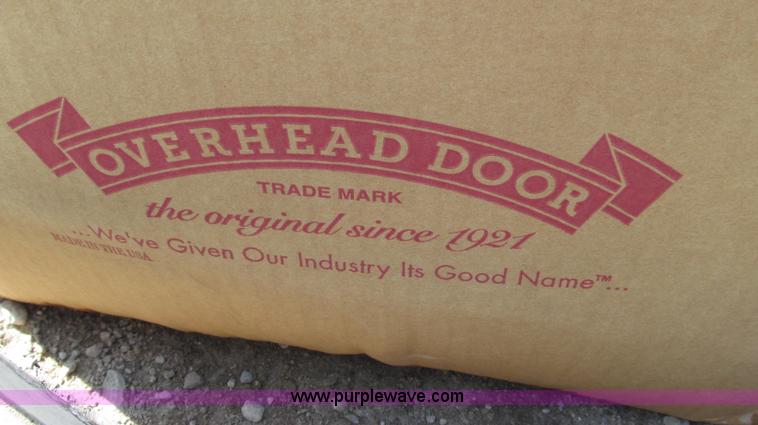 OVERHEAD DOOR
TRADE MARK
the original since 1921
...We've Given Our Industry Its Good Name™...
MADE IN THE USA
www.purplewave.com